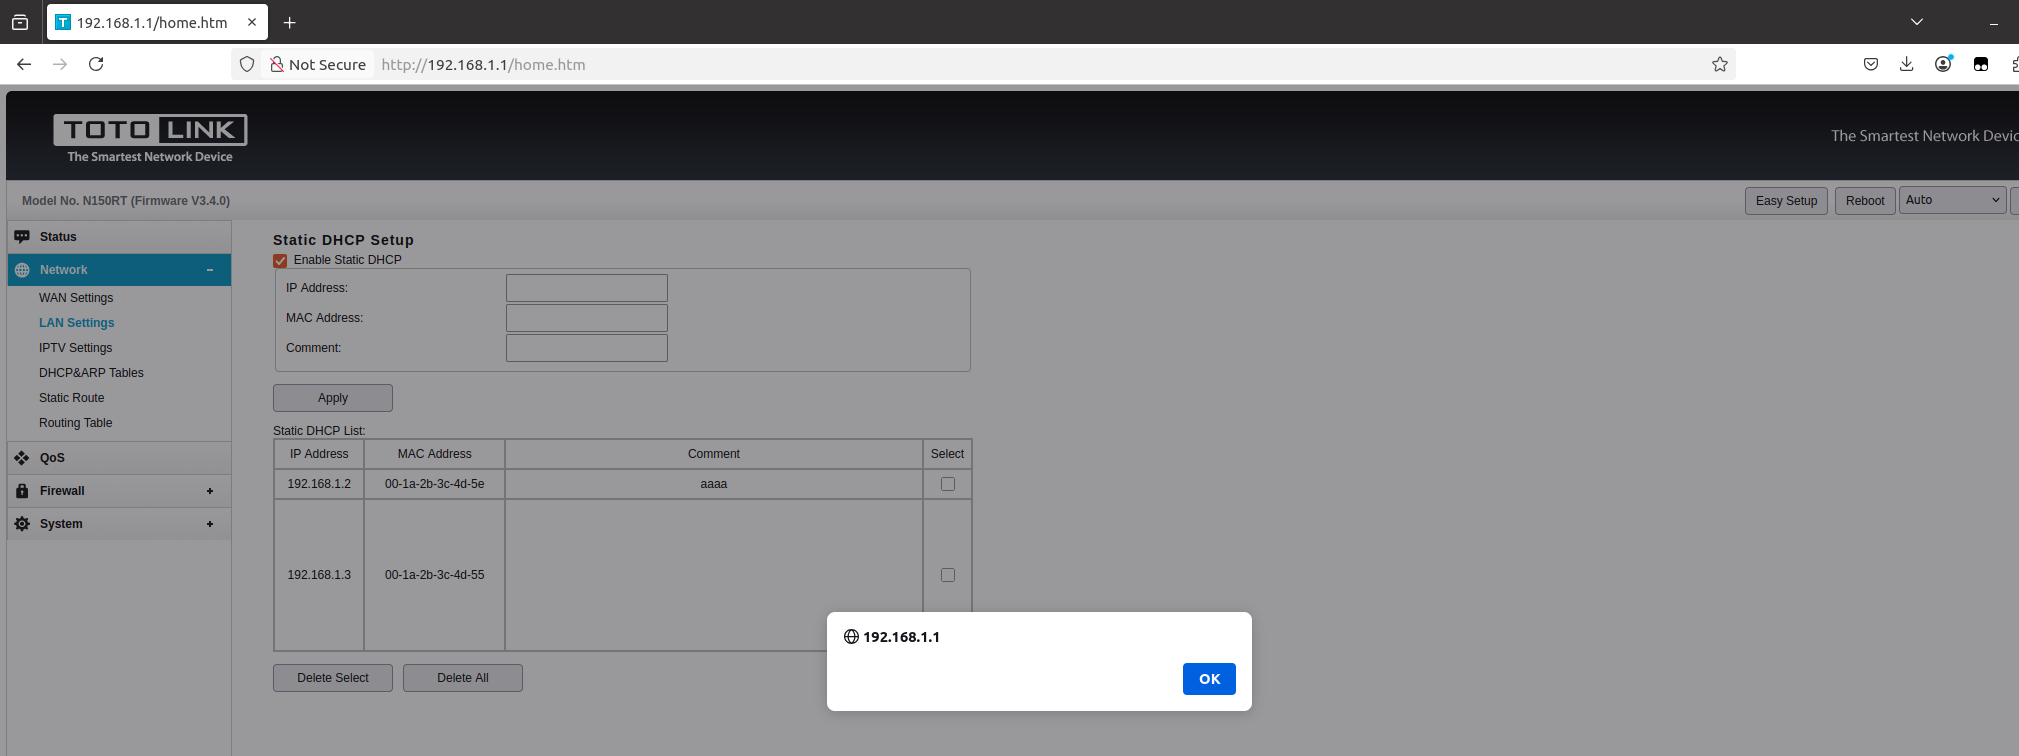 192.168.1.1/home.htm
Not Secure http://192.168.1.1/home.htm
TOTO LINK
The Smartest Network Device
The Smartest Network Devic
Model No. N150RT (Firmware V3.4.0)
Easy Setup
Reboot
Auto
Status
Network
WAN Settings
LAN Settings
IPTV Settings
DHCP&ARP Tables
Static Route
Routing Table
QoS
Firewall
System
Static DHCP Setup
Enable Static DHCP
IP Address:
MAC Address:
Comment:
Apply
Static DHCP List:
IP Address MAC Address Comment Select
192.168.1.2 00-1a-2b-3c-4d-5e aaaa
192.168.1.3 00-1a-2b-3c-4d-55
Delete Select Delete All
192.168.1.1
OK